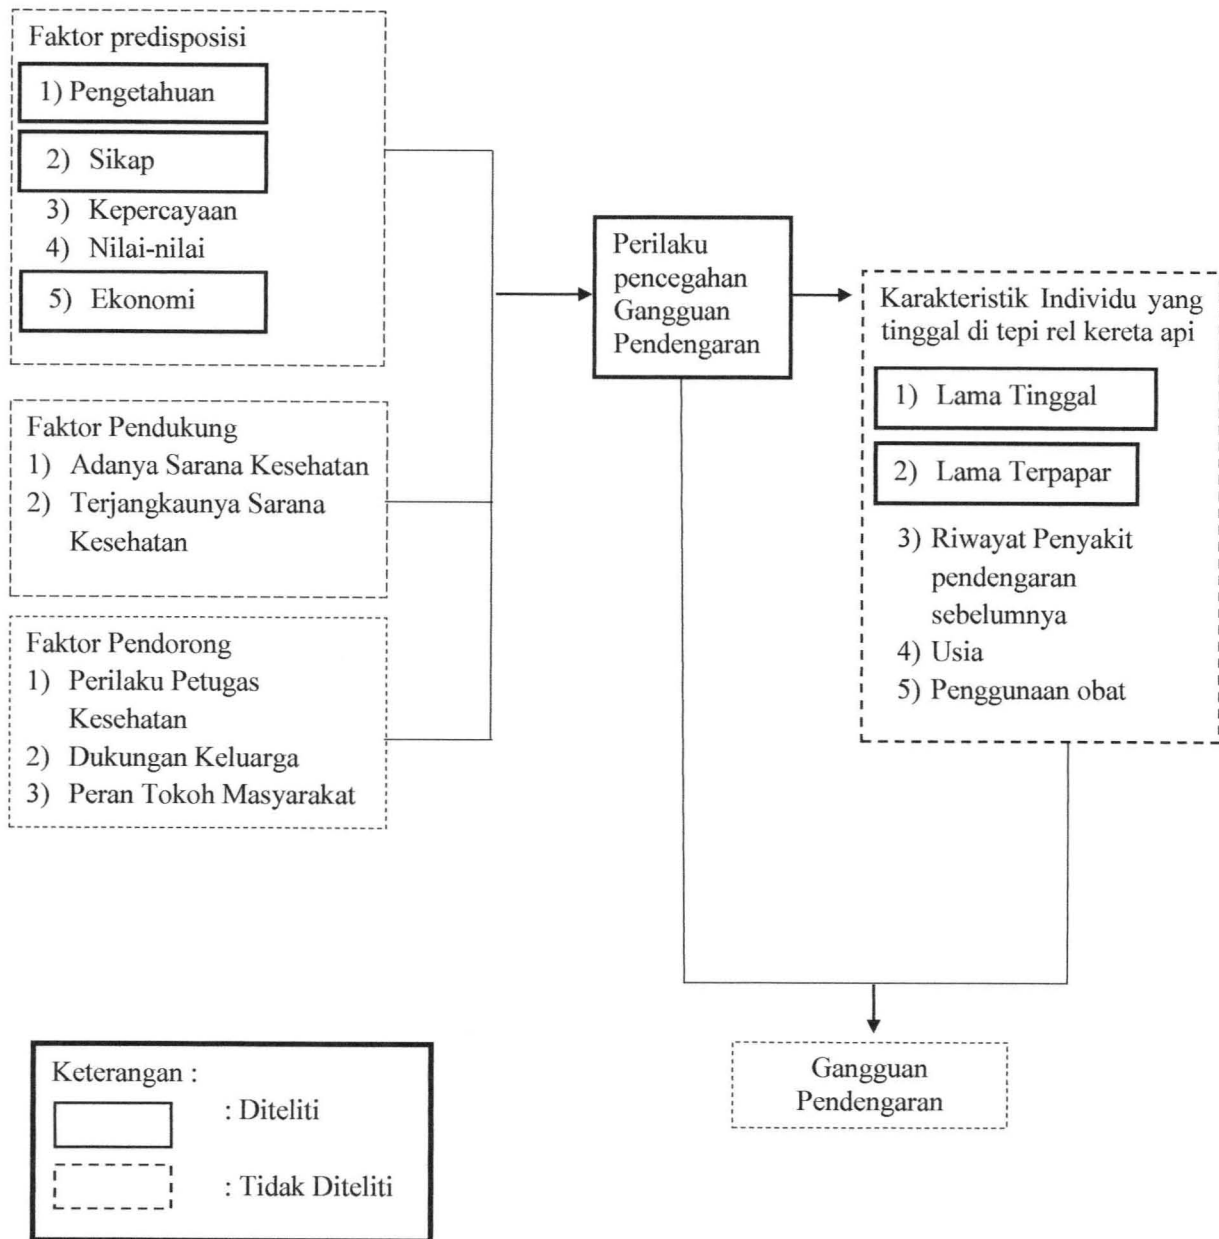 Faktor predisposisi
1) Pengetahuan
2) Sikap
3) Kepercayaan
4) Nilai-nilai
5) Ekonomi
Faktor Pendukung
1) Adanya Sarana Kesehatan
2) Terjangkaunya Sarana
Kesehatan
Faktor Pendorong
1) Perilaku Petugas
Kesehatan
2) Dukungan Keluarga
3) Peran Tokoh Masyarakat
Perilaku
pencegahan
Gangguan
Pendengaran
Karakteristik Individu yang
tinggal di tepi rel kereta api
1) Lama Tinggal
2) Lama Terpapar
3) Riwayat Penyakit
pendengaran
sebelumnya
4) Usia
5) Penggunaan obat
Gangguan
Pendengaran
Keterangan :
: Diteliti
: Tidak Diteliti